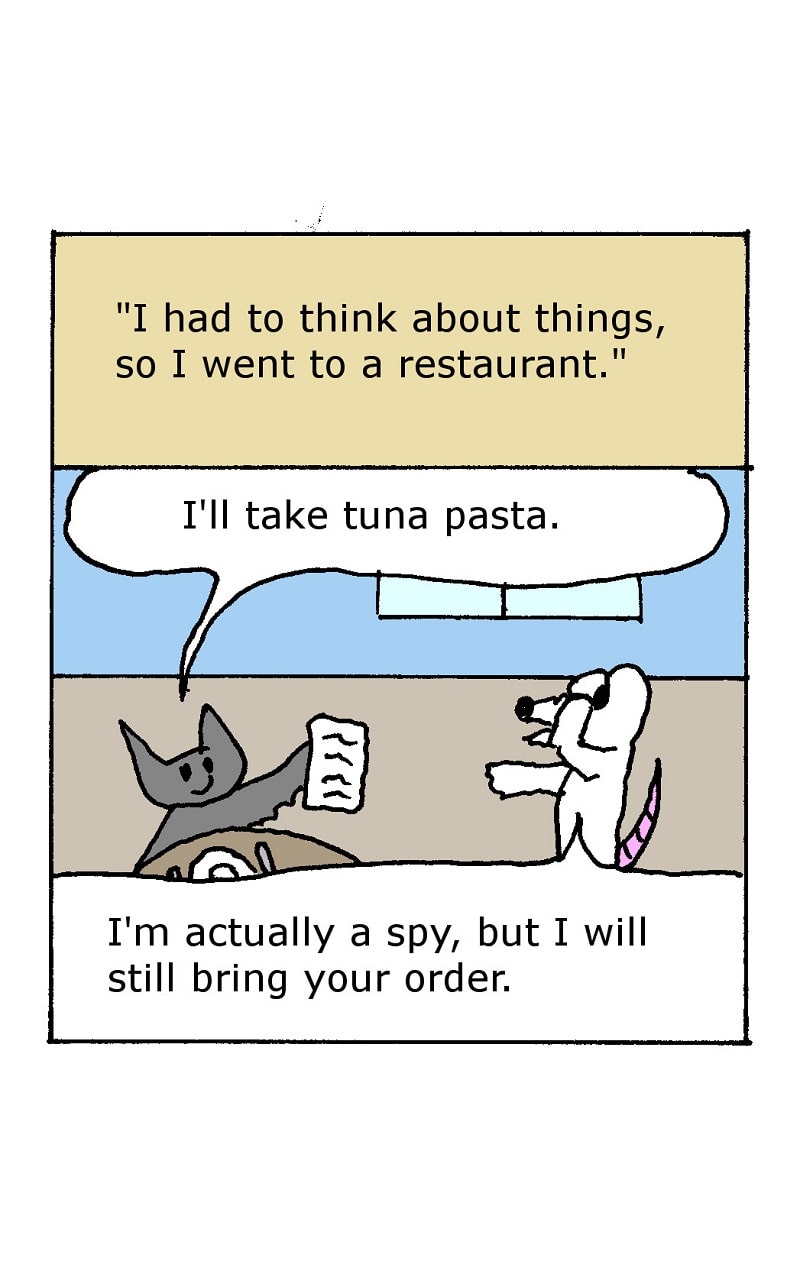 "I had to think about things,
so I went to a restaurant."
I'll take tuna pasta.
I'm actually a spy, but I will
still bring your order.